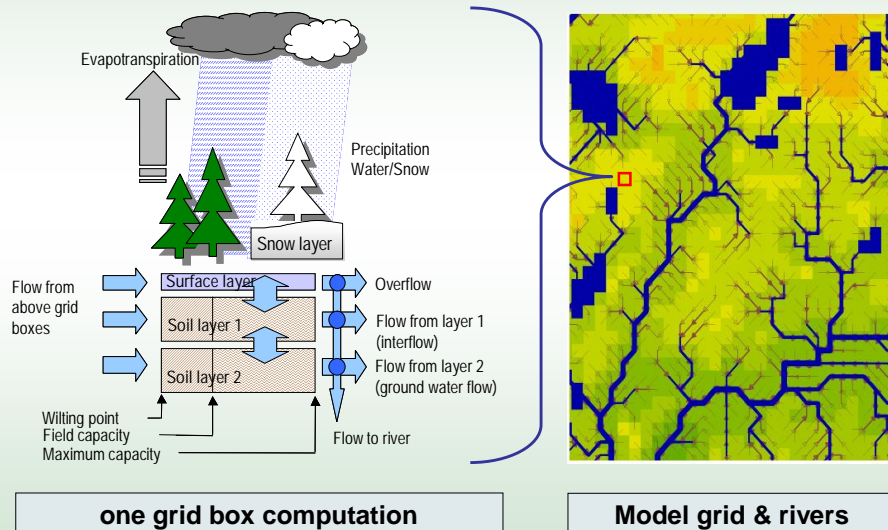 Evapotranspiration
Precipitation
Water/Snow
Snow layer
Flow from
above grid
boxes
Surface layer
Soil layer 1
Soil layer 2
Overflow
Flow from layer 1
(interflow)
Flow from layer 2
(ground water flow)
Wilting point
Field capacity
Maximum capacity
Flow to river
one grid box computation
Model grid & rivers